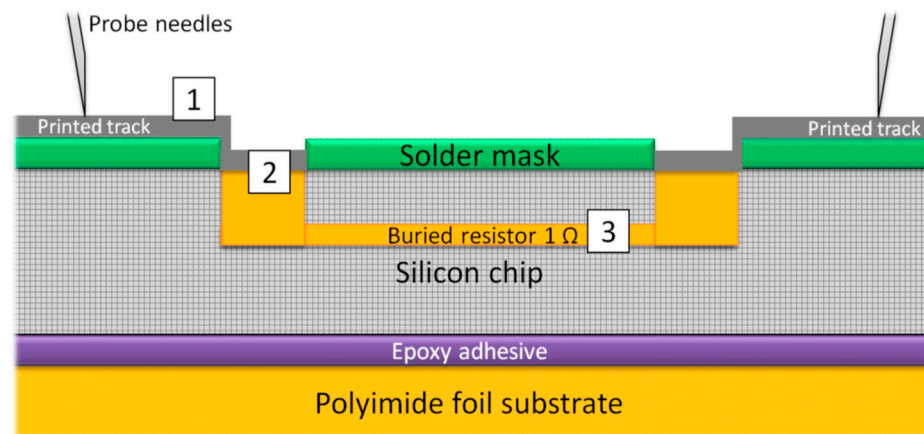 Probe needles
1
Printed track
Printed track
Solder mask
2
Buried resistor 1 Ω
3
Silicon chip
Epoxy adhesive
Polyimide foil substrate